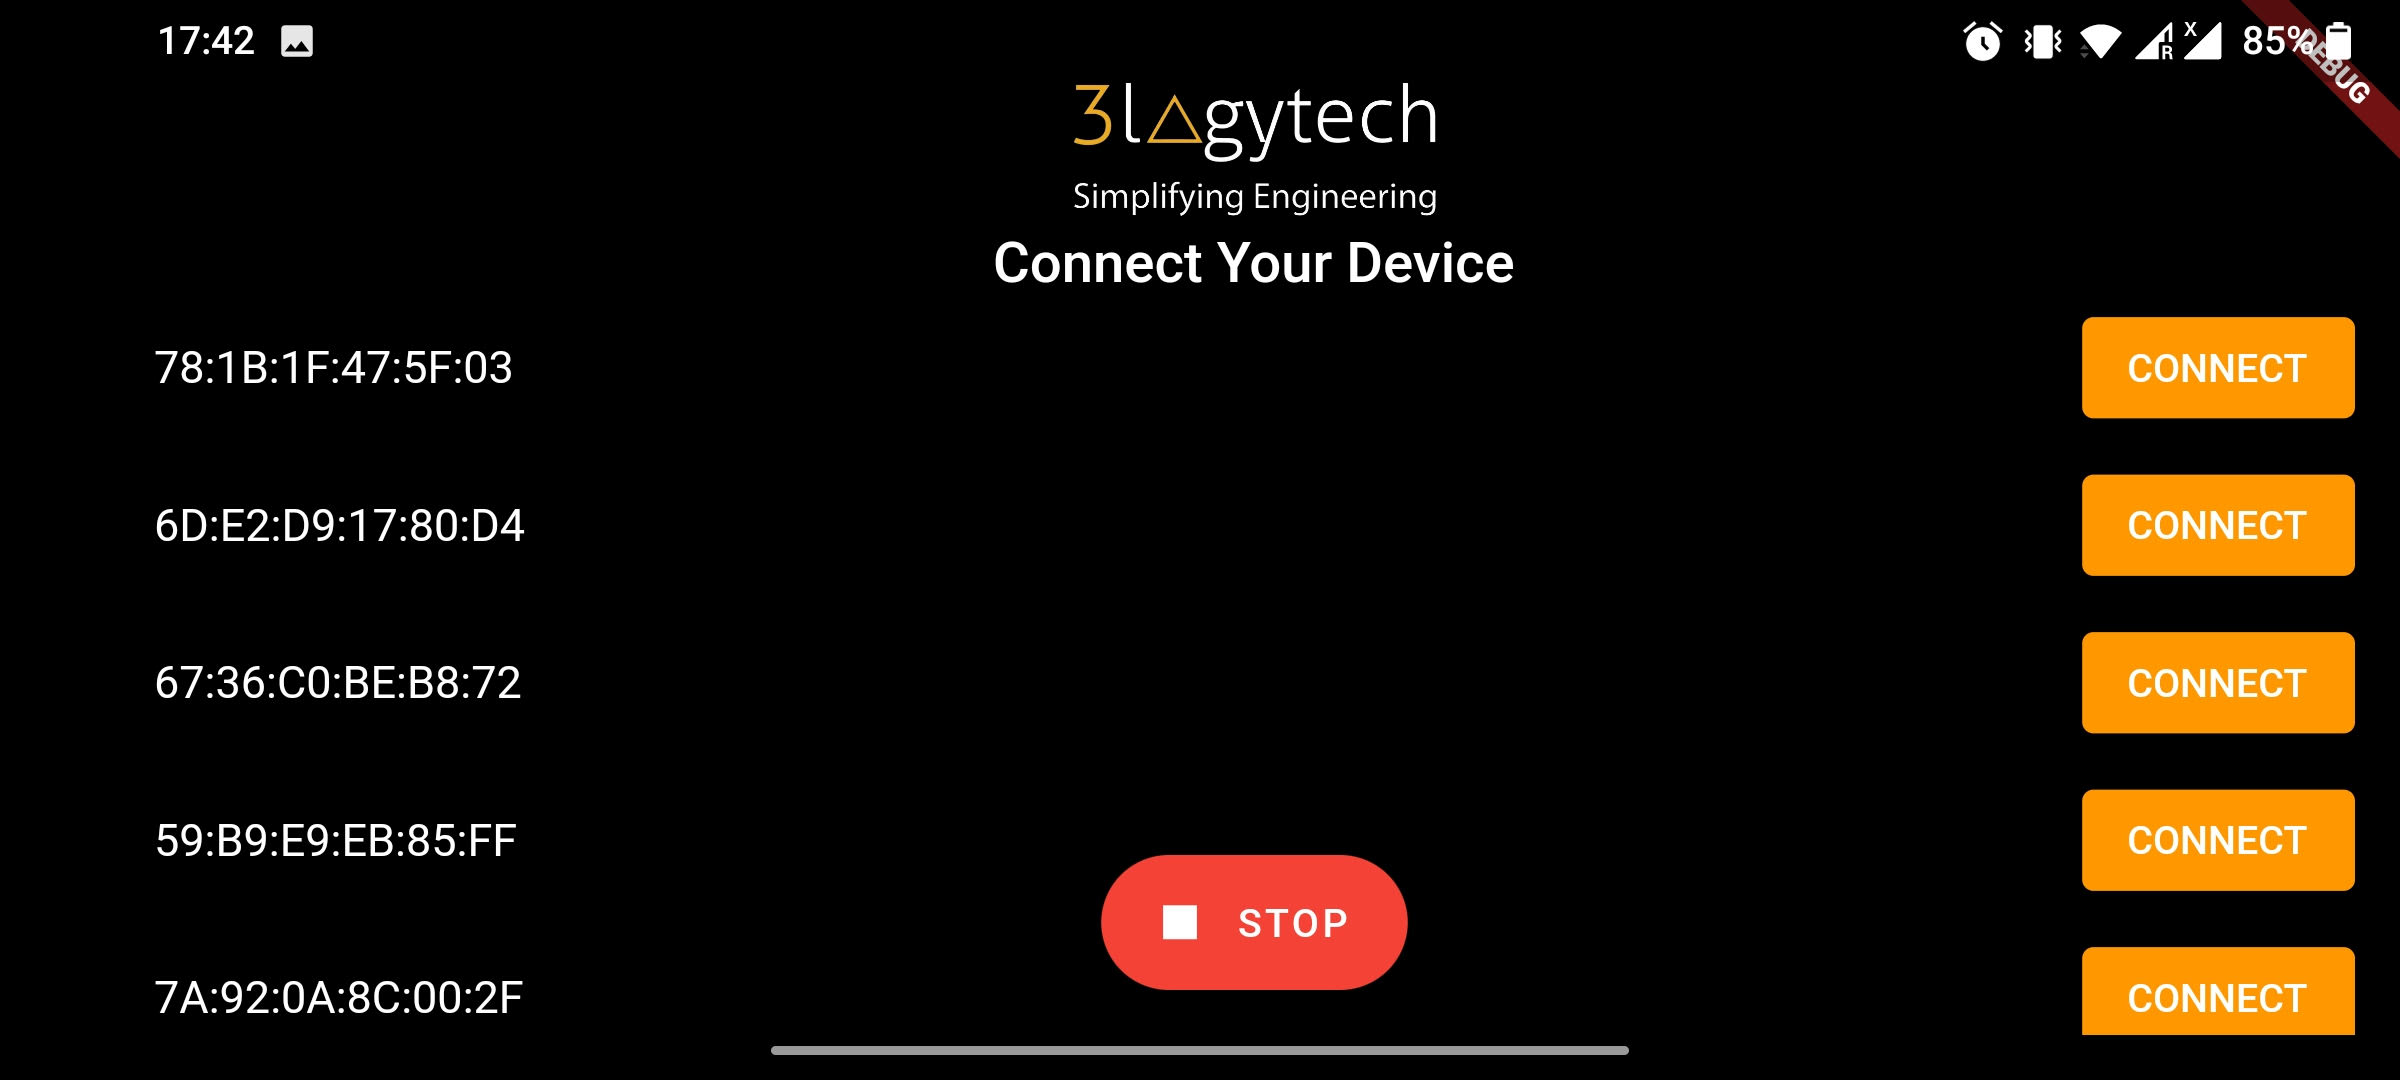 17:42 R X 85% DEBUG
3l△gytech
Simplifying Engineering
Connect Your Device
78:1B:1F:47:5F:03 CONNECT
6D:E2:D9:17:80:D4 CONNECT
67:36:C0:BE:B8:72 CONNECT
59:B9:E9:EB:85:FF CONNECT
STOP
7A:92:0A:8C:00:2F CONNECT